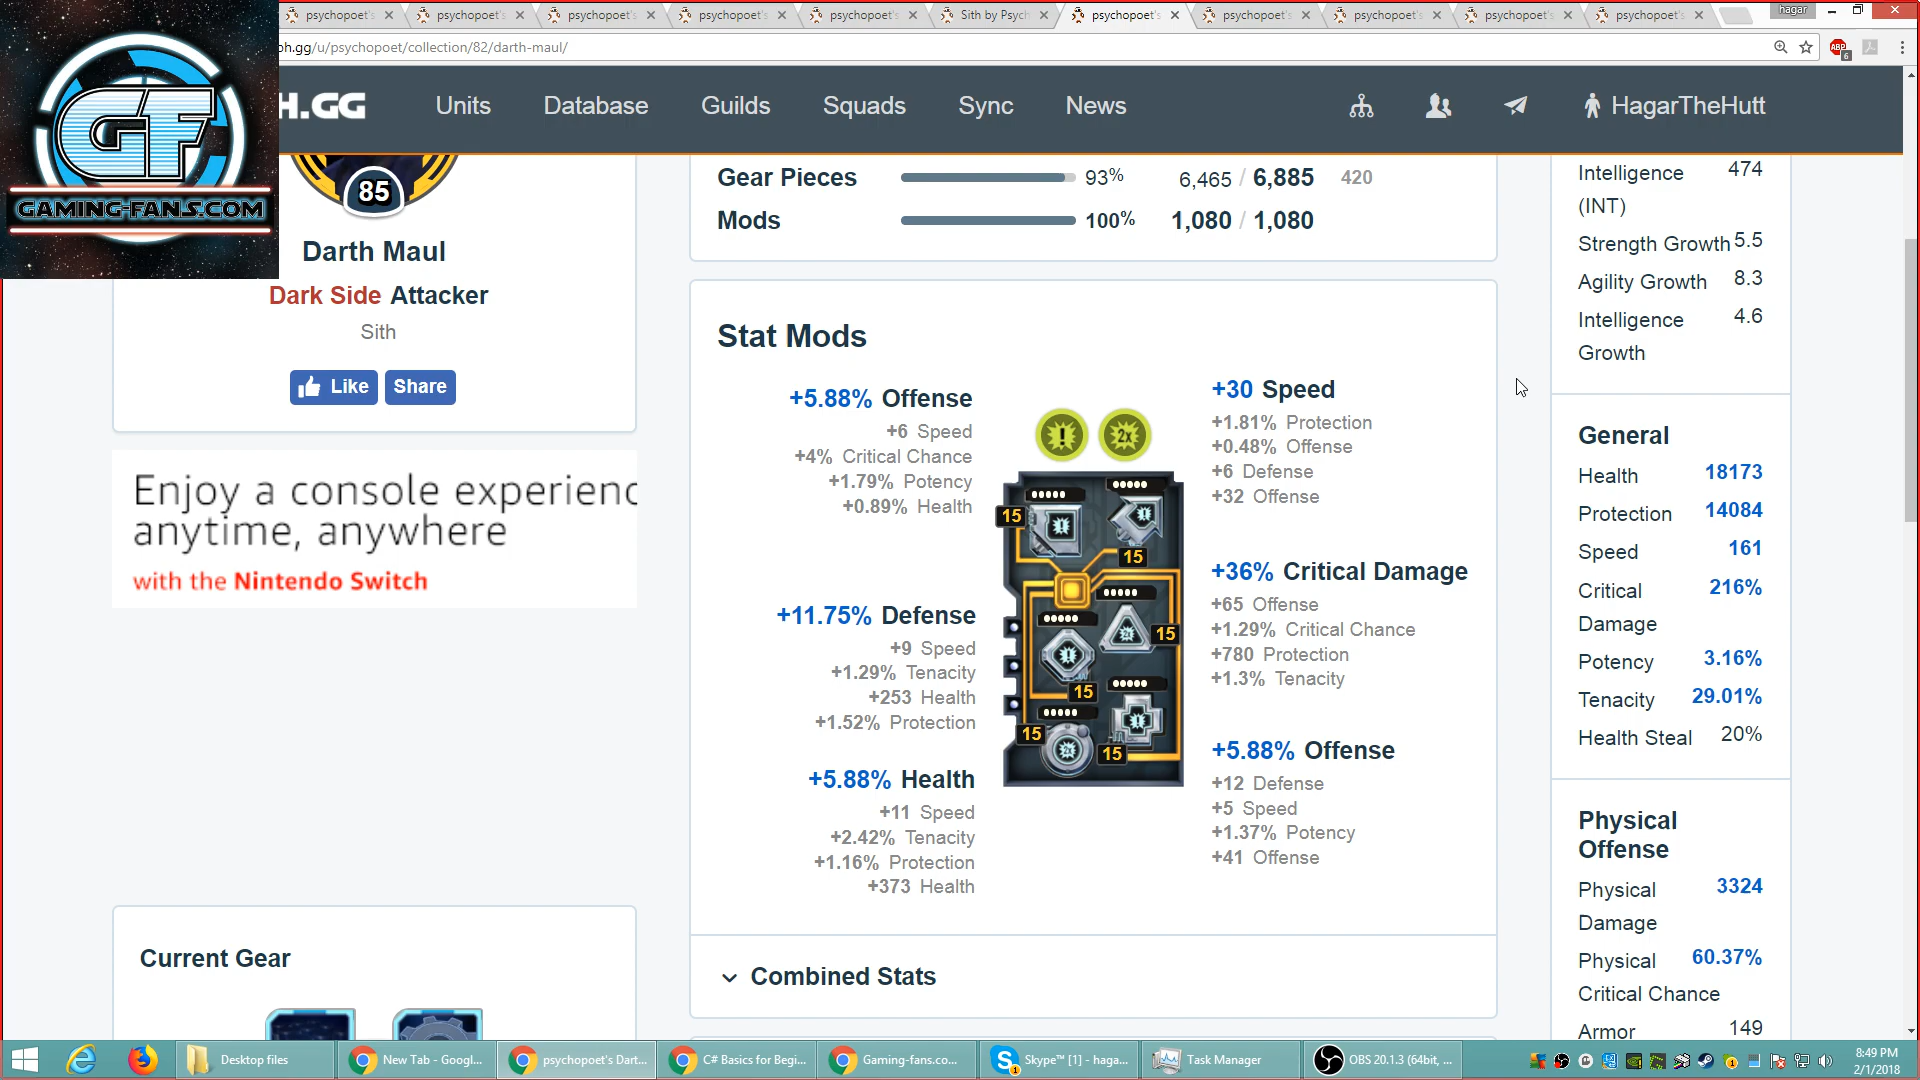 psychopoet's
psychopoet's
psychopoet's
psychopoet's
psychopoet's
Sith by Psych
psychopoet's
psychopoet's
psychopoet's
psychopoet's
psychopoet's
hagar
ph.gg/u/psychopoet/collection/82/darth-maul/
ABP
6
GF
GAMING-FANS.COM
H.GG
Units
Database
Guilds
Squads
Sync
News
HagarTheHutt
85
Darth Maul
Dark Side Attacker
Sith
Like
Share
Enjoy a console experienc
anytime, anywhere
with the Nintendo Switch
Current Gear
Gear Pieces 93% 6,465 / 6,885 420
Mods 100% 1,080 / 1,080
Stat Mods
+5.88% Offense
+6 Speed
+4% Critical Chance
+1.79% Potency
+0.89% Health
+30 Speed
+1.81% Protection
+0.48% Offense
+6 Defense
+32 Offense
2x
15
15
15
15
15
15
+11.75% Defense
+9 Speed
+1.29% Tenacity
+253 Health
+1.52% Protection
+36% Critical Damage
+65 Offense
+1.29% Critical Chance
+780 Protection
+1.3% Tenacity
+5.88% Health
+11 Speed
+2.42% Tenacity
+1.16% Protection
+373 Health
+5.88% Offense
+12 Defense
+5 Speed
+1.37% Potency
+41 Offense
Combined Stats
Intelligence 474
(INT)
Strength Growth 5.5
Agility Growth 8.3
Intelligence 4.6
Growth
General
Health 18173
Protection 14084
Speed 161
Critical 216%
Damage
Potency 3.16%
Tenacity 29.01%
Health Steal 20%
Physical
Offense
Physical 3324
Damage
Physical 60.37%
Critical Chance
Armor 149
Desktop files
New Tab - Googl...
psychopoet's Dart...
C# Basics for Begi...
Gaming-fans.co...
Skype™ [1] - haga...
Task Manager
OBS 20.1.3 (64bit, ...
8:49 PM
2/1/2018